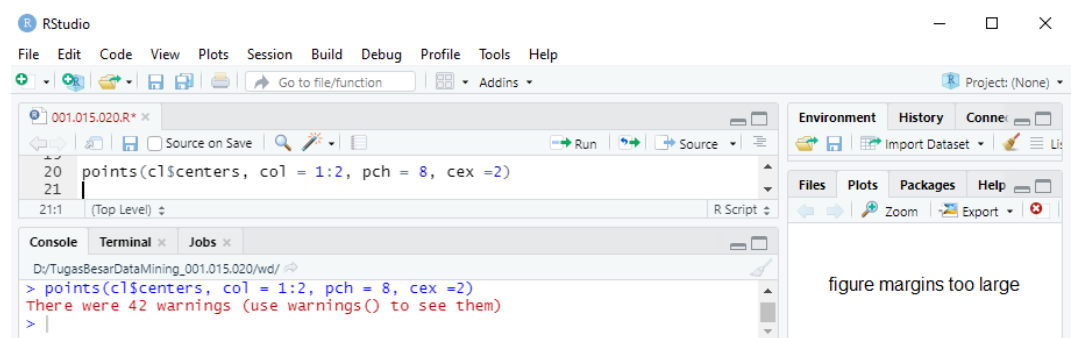 RStudio
File Edit Code View Plots Session Build Debug Profile Tools Help
Go to file/function Addins Project: (None)
001.015.020.R*
Source on Save Run Source
20 points(cl$centers, col = 1:2, pch = 8, cex =2)
21
21:1 (Top Level) R Script
Console Terminal Jobs
D:/TugasBesarDataMining_001.015.020/wd/
> points(cl$centers, col = 1:2, pch = 8, cex =2)
There were 42 warnings (use warnings() to see them)
>
Environment History Connec
Import Dataset Li
Files Plots Packages Help
Zoom Export
figure margins too large